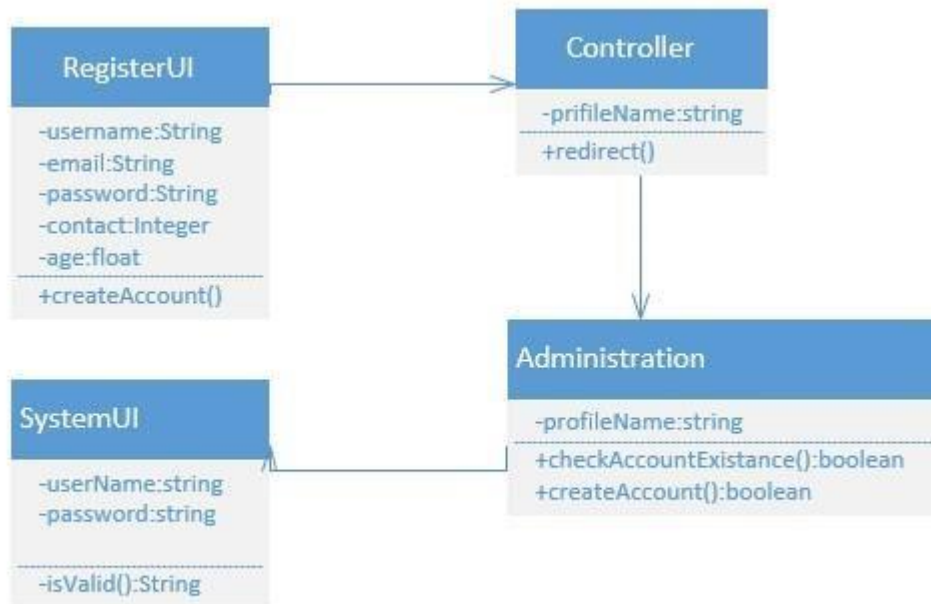 RegisterUI
-username:String
-email:String
-password:String
-contact:Integer
-age:float
+createAccount()
Controller
-prifileName:string
+redirect()
Administration
-profileName:string
+checkAccountExistance():boolean
+createAccount():boolean
SystemUI
-userName:string
-password:string
-isValid():String